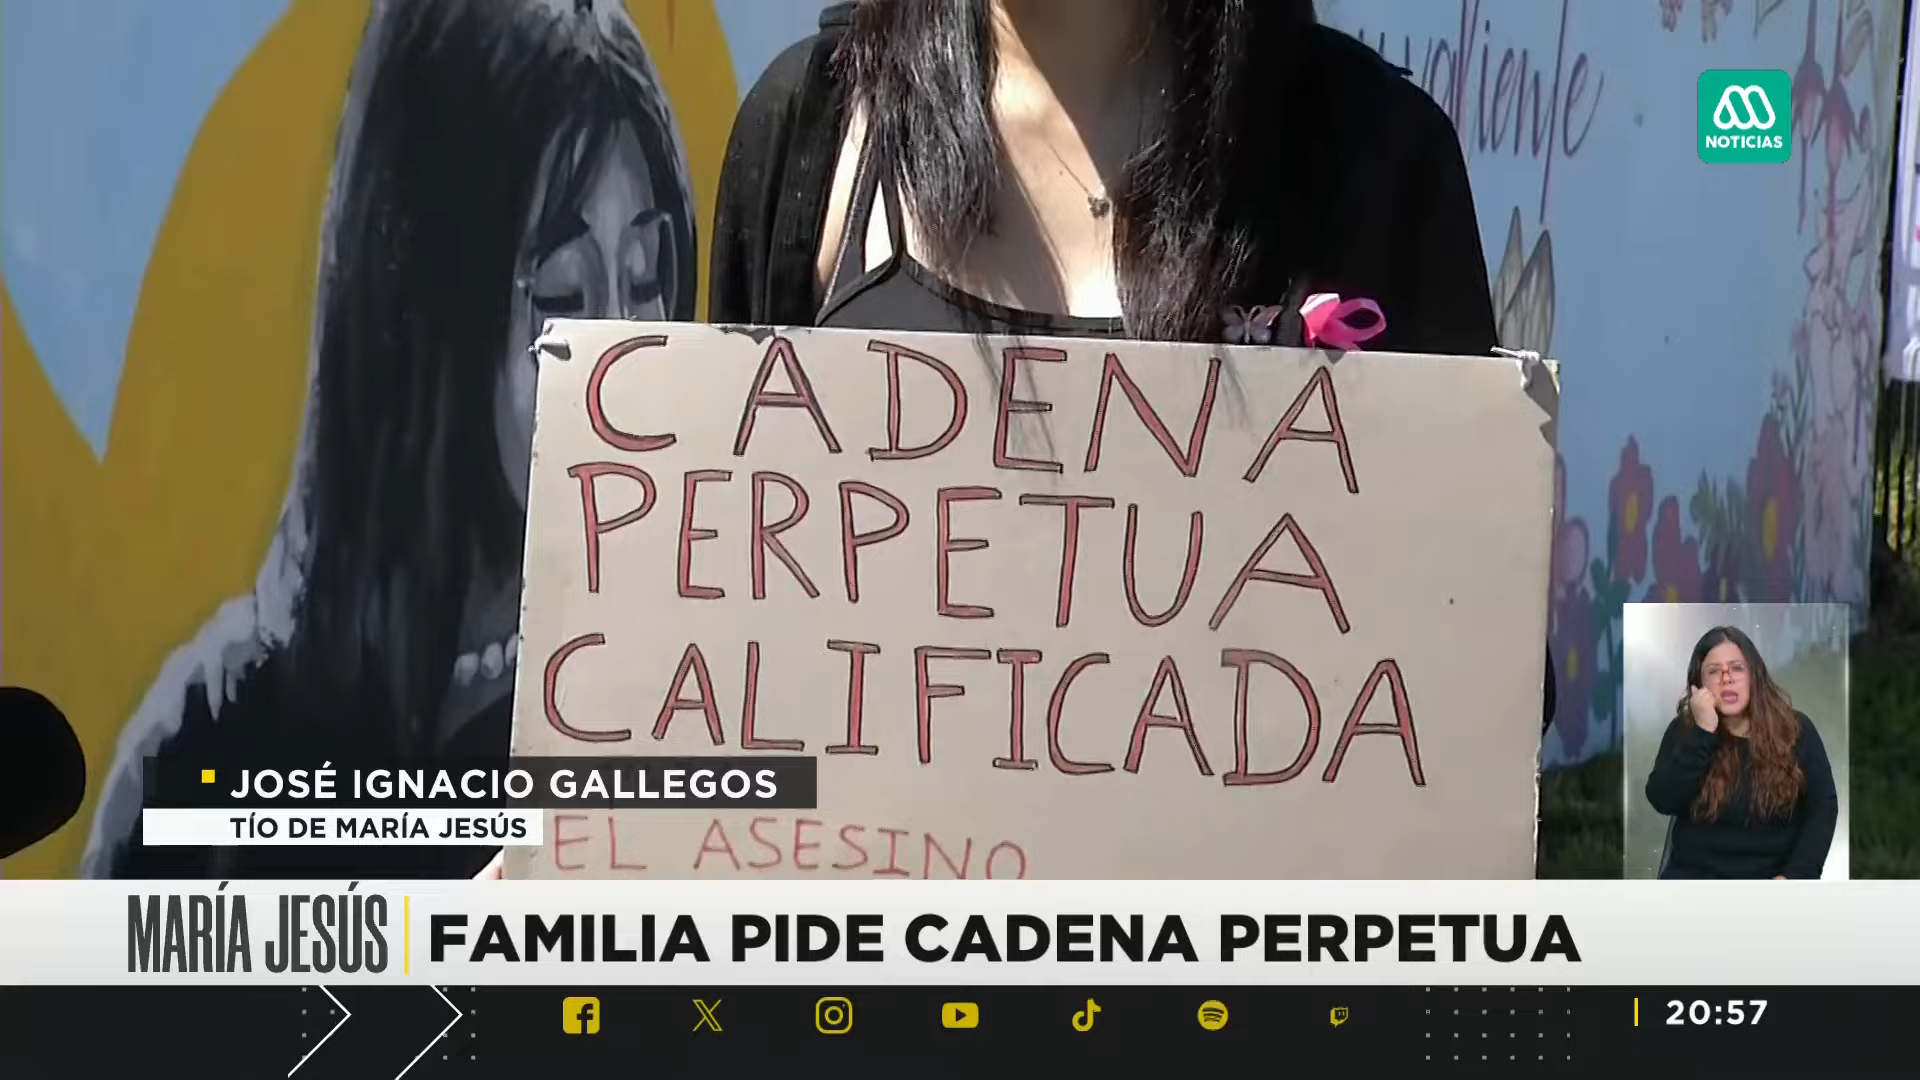 valiente
NOTICIAS
CADENA
PERPETUA
CALIFICADA
EL ASESINO
JOSÉ IGNACIO GALLEGOS
TÍO DE MARÍA JESÚS
MARÍA JESÚS
FAMILIA PIDE CADENA PERPETUA
20:57